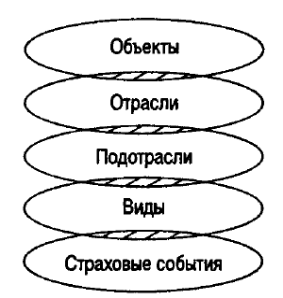 Объекты
Отрасли
Подотрасли
Виды
Страховые события